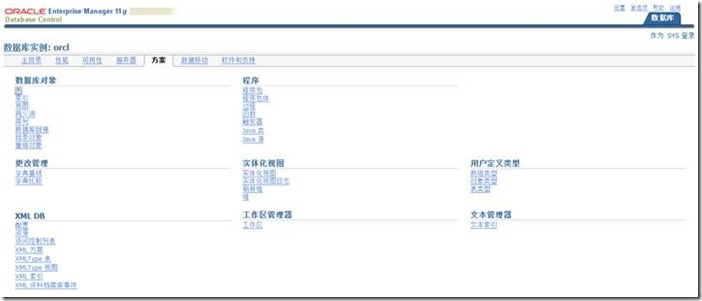 ORACLE Enterprise Manager 11g
Database Control
设置 首选项 帮助 注销
数据库
作为 SYS 登录
数据库实例: orcl
主目录 性能 可用性 服务器 方案 数据移动 软件和支持
数据库对象
表
索引
视图
同义词
序列
数据库链接
目录对象
重组对象
程序
程序包
程序包体
过程
函数
触发器
Java 类
Java 源
更改管理
字典基线
字典比较
实体化视图
实体化视图
实体化视图日志
刷新组
维
用户定义类型
数组类型
对象类型
表类型
XML DB
配置
资源
访问控制列表
XML 方案
XMLType 表
XMLType 视图
XML 索引
XML 资料档案库事件
工作区管理器
工作区
文本管理器
文本索引